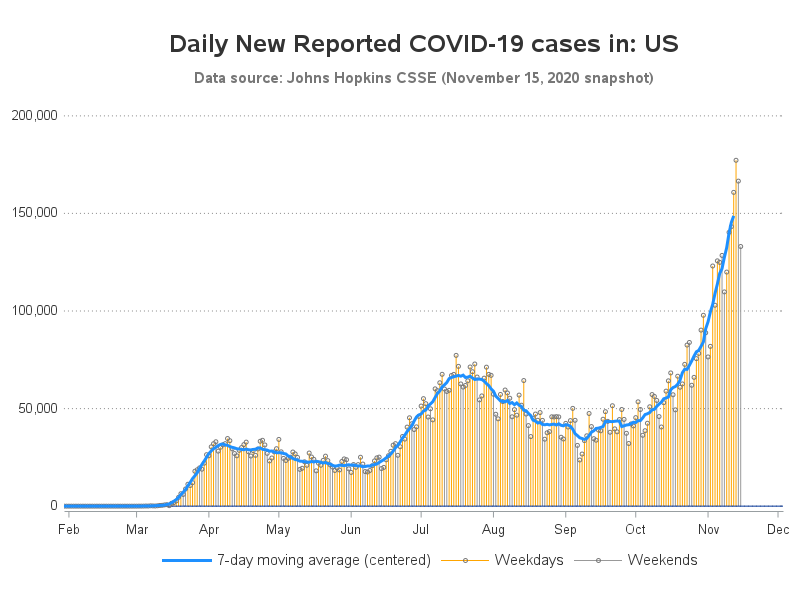 Daily New Reported COVID-19 cases in: US
Data source: Johns Hopkins CSSE (November 15, 2020 snapshot)
200,000
150,000
100,000
50,000
0
Feb Mar Apr May Jun Jul Aug Sep Oct Nov Dec
7-day moving average (centered) Weekdays Weekends